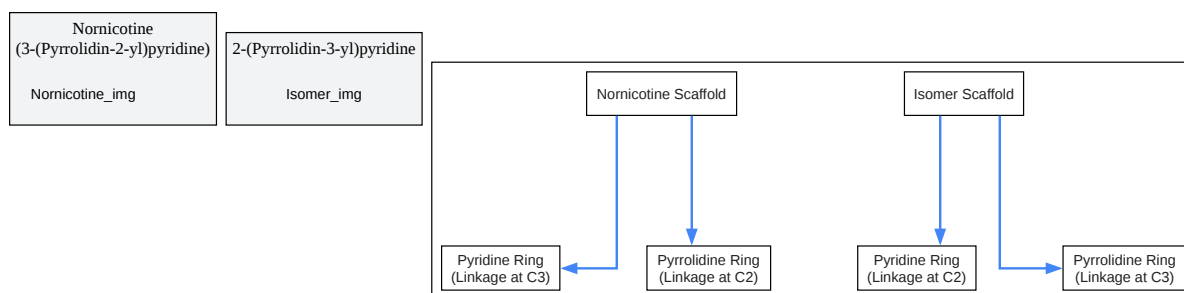 Nornicotine
(3-(Pyrrolidin-2-yl)pyridine)
Nornicotine_img
2-(Pyrrolidin-3-yl)pyridine
Isomer_img
Nornicotine Scaffold
Isomer Scaffold
Pyridine Ring
(Linkage at C3)
Pyrrolidine Ring
(Linkage at C2)
Pyridine Ring
(Linkage at C2)
Pyrrolidine Ring
(Linkage at C3)